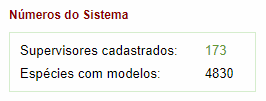 Números do Sistema
Supervisores cadastrados: 173
Espécies com modelos: 4830